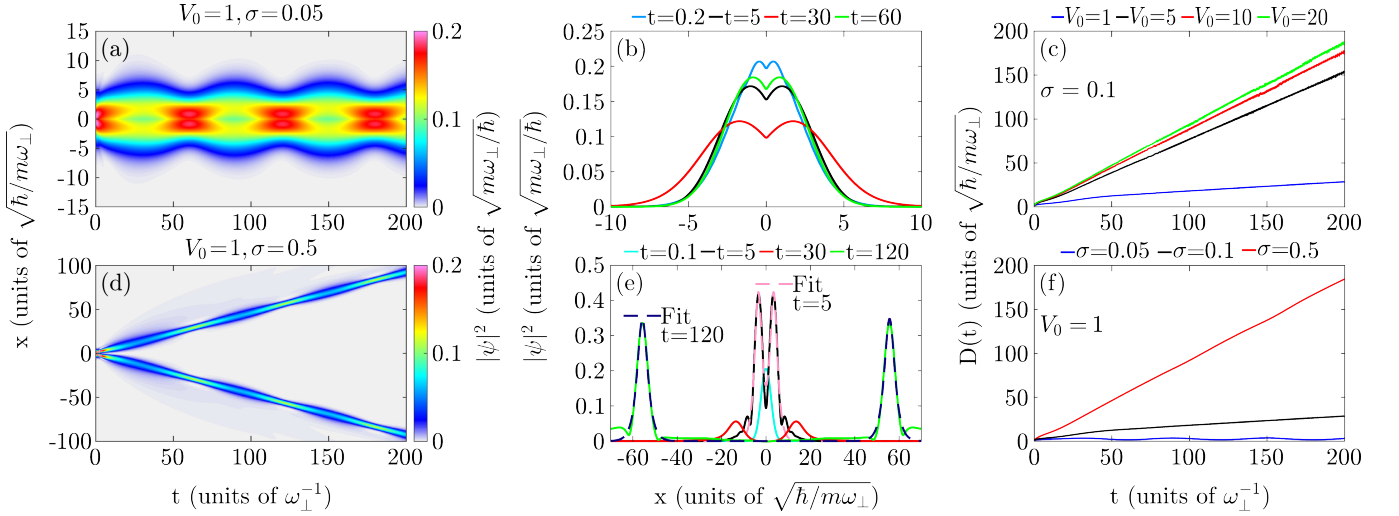 V₀=1, σ=0.05
(a)
15
10
5
0
-5
-10
-15
0 50 100 150 200
0.2
0.1
0
x (units of √ħ/mω⊥)
|ψ|² (units of √mω⊥/ħ)
t=0.2 t=5 t=30 t=60
(b)
0.25
0.2
0.15
0.1
0.05
0
-10 -5 0 5 10
|ψ|² (units of √mω⊥/ħ)
V₀=1 V₀=5 V₀=10 V₀=20
(c)
σ = 0.1
200
150
100
50
0
0 50 100 150 200
D(t) (units of √ħ/mω⊥)
V₀=1, σ=0.5
(d)
100
50
0
-50
-100
0 50 100 150 200
0.2
0.1
0
t (units of ω⊥⁻¹)
t=0.1 t=5 t=30 t=120
(e)
Fit
t=5
Fit
t=120
0.5
0.4
0.3
0.2
0.1
0
-60 -40 -20 0 20 40 60
x (units of √ħ/mω⊥)
σ=0.05 σ=0.1 σ=0.5
(f)
V₀ = 1
200
150
100
50
0
0 50 100 150 200
t (units of ω⊥⁻¹)